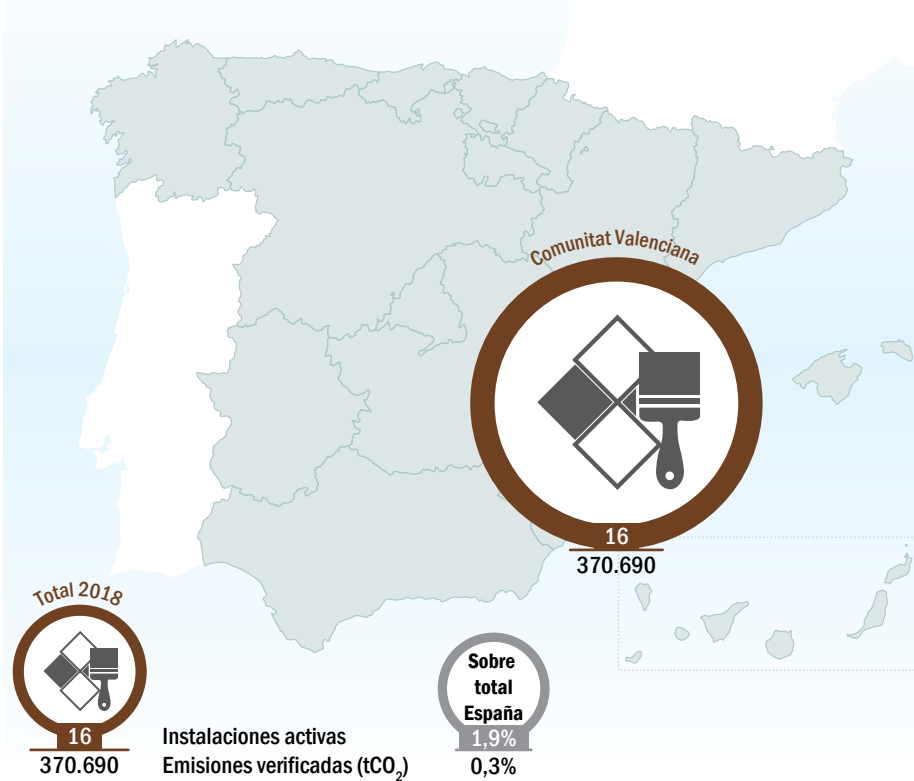 Comunitat Valenciana
16
370.690
Total 2018
16
370.690
Instalaciones activas
Emisiones verificadas (tCO₂)
Sobre
total
España
1,9%
0,3%